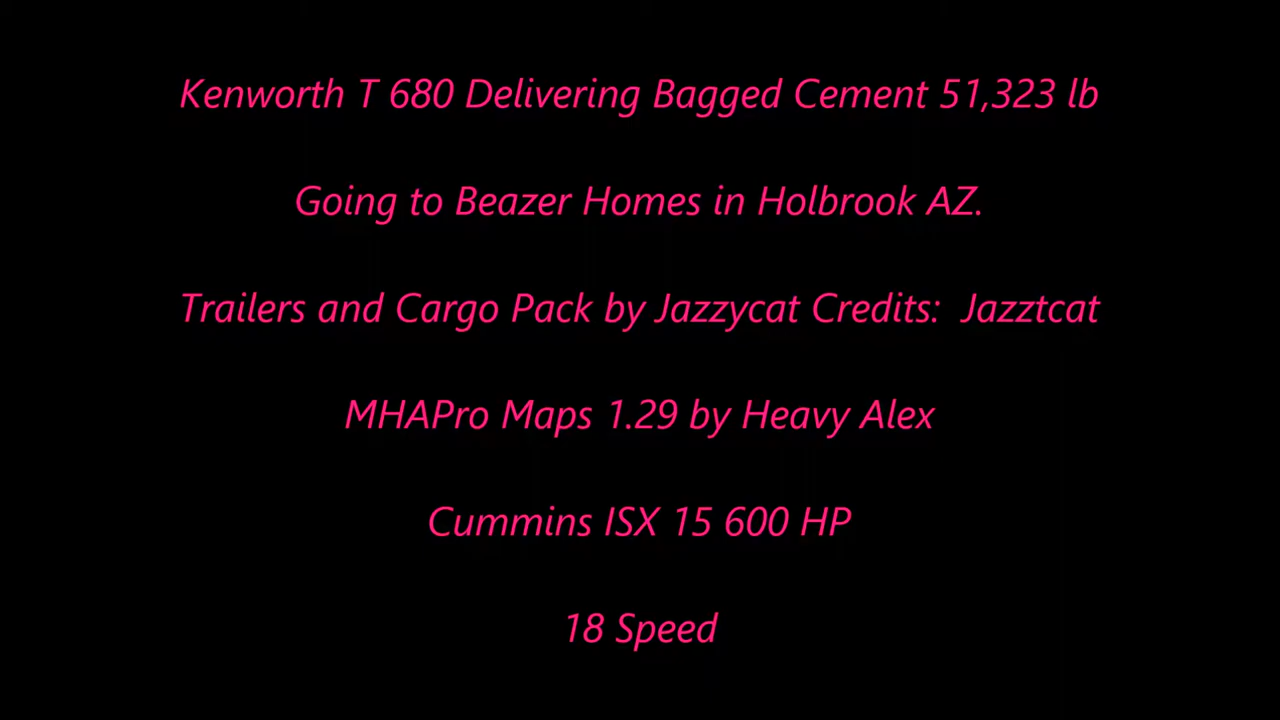 Kenworth T 680 Delivering Bagged Cement 51,323 lb
Going to Beazer Homes in Holbrook AZ.
Trailers and Cargo Pack by Jazzycat Credits:  Jazztcat
MHAPro Maps 1.29 by Heavy Alex
Cummins ISX 15 600 HP
18 Speed